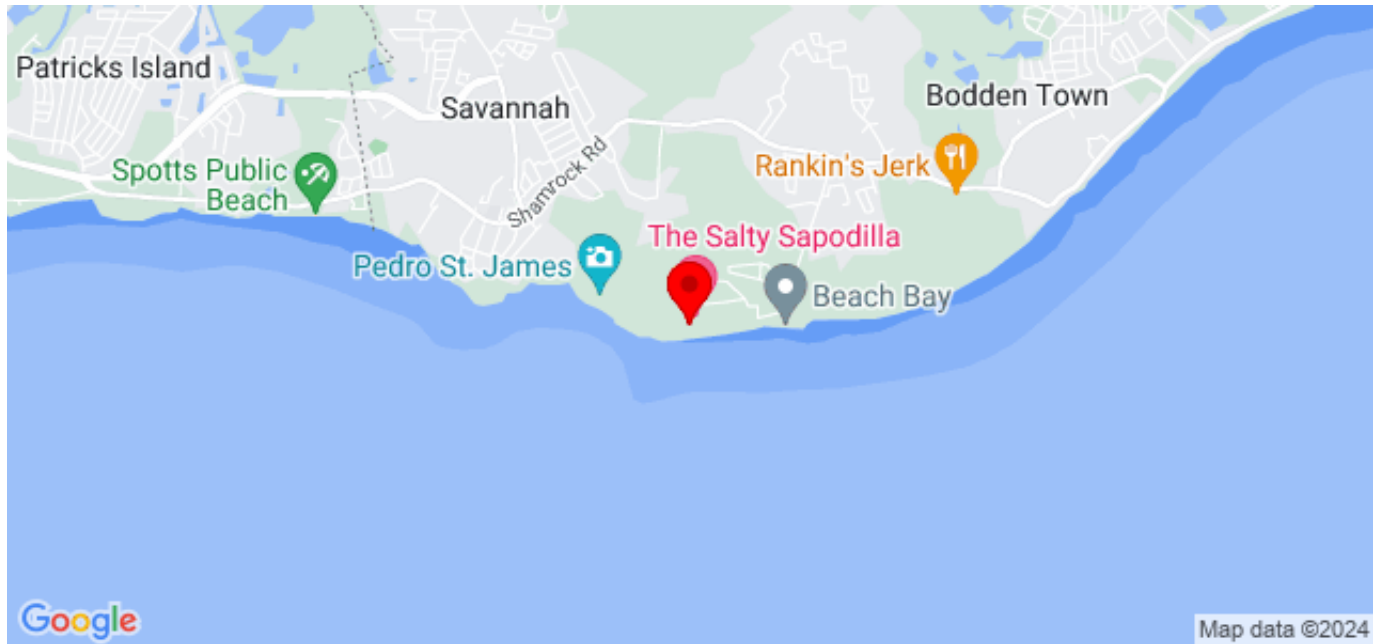 Patricks Island
Savannah
Bodden Town
Spotts Public
Beach
Shamrock Rd
Rankin's Jerk
The Salty Sapodilla
Pedro St. James
Beach Bay
Google
Map data ©2024